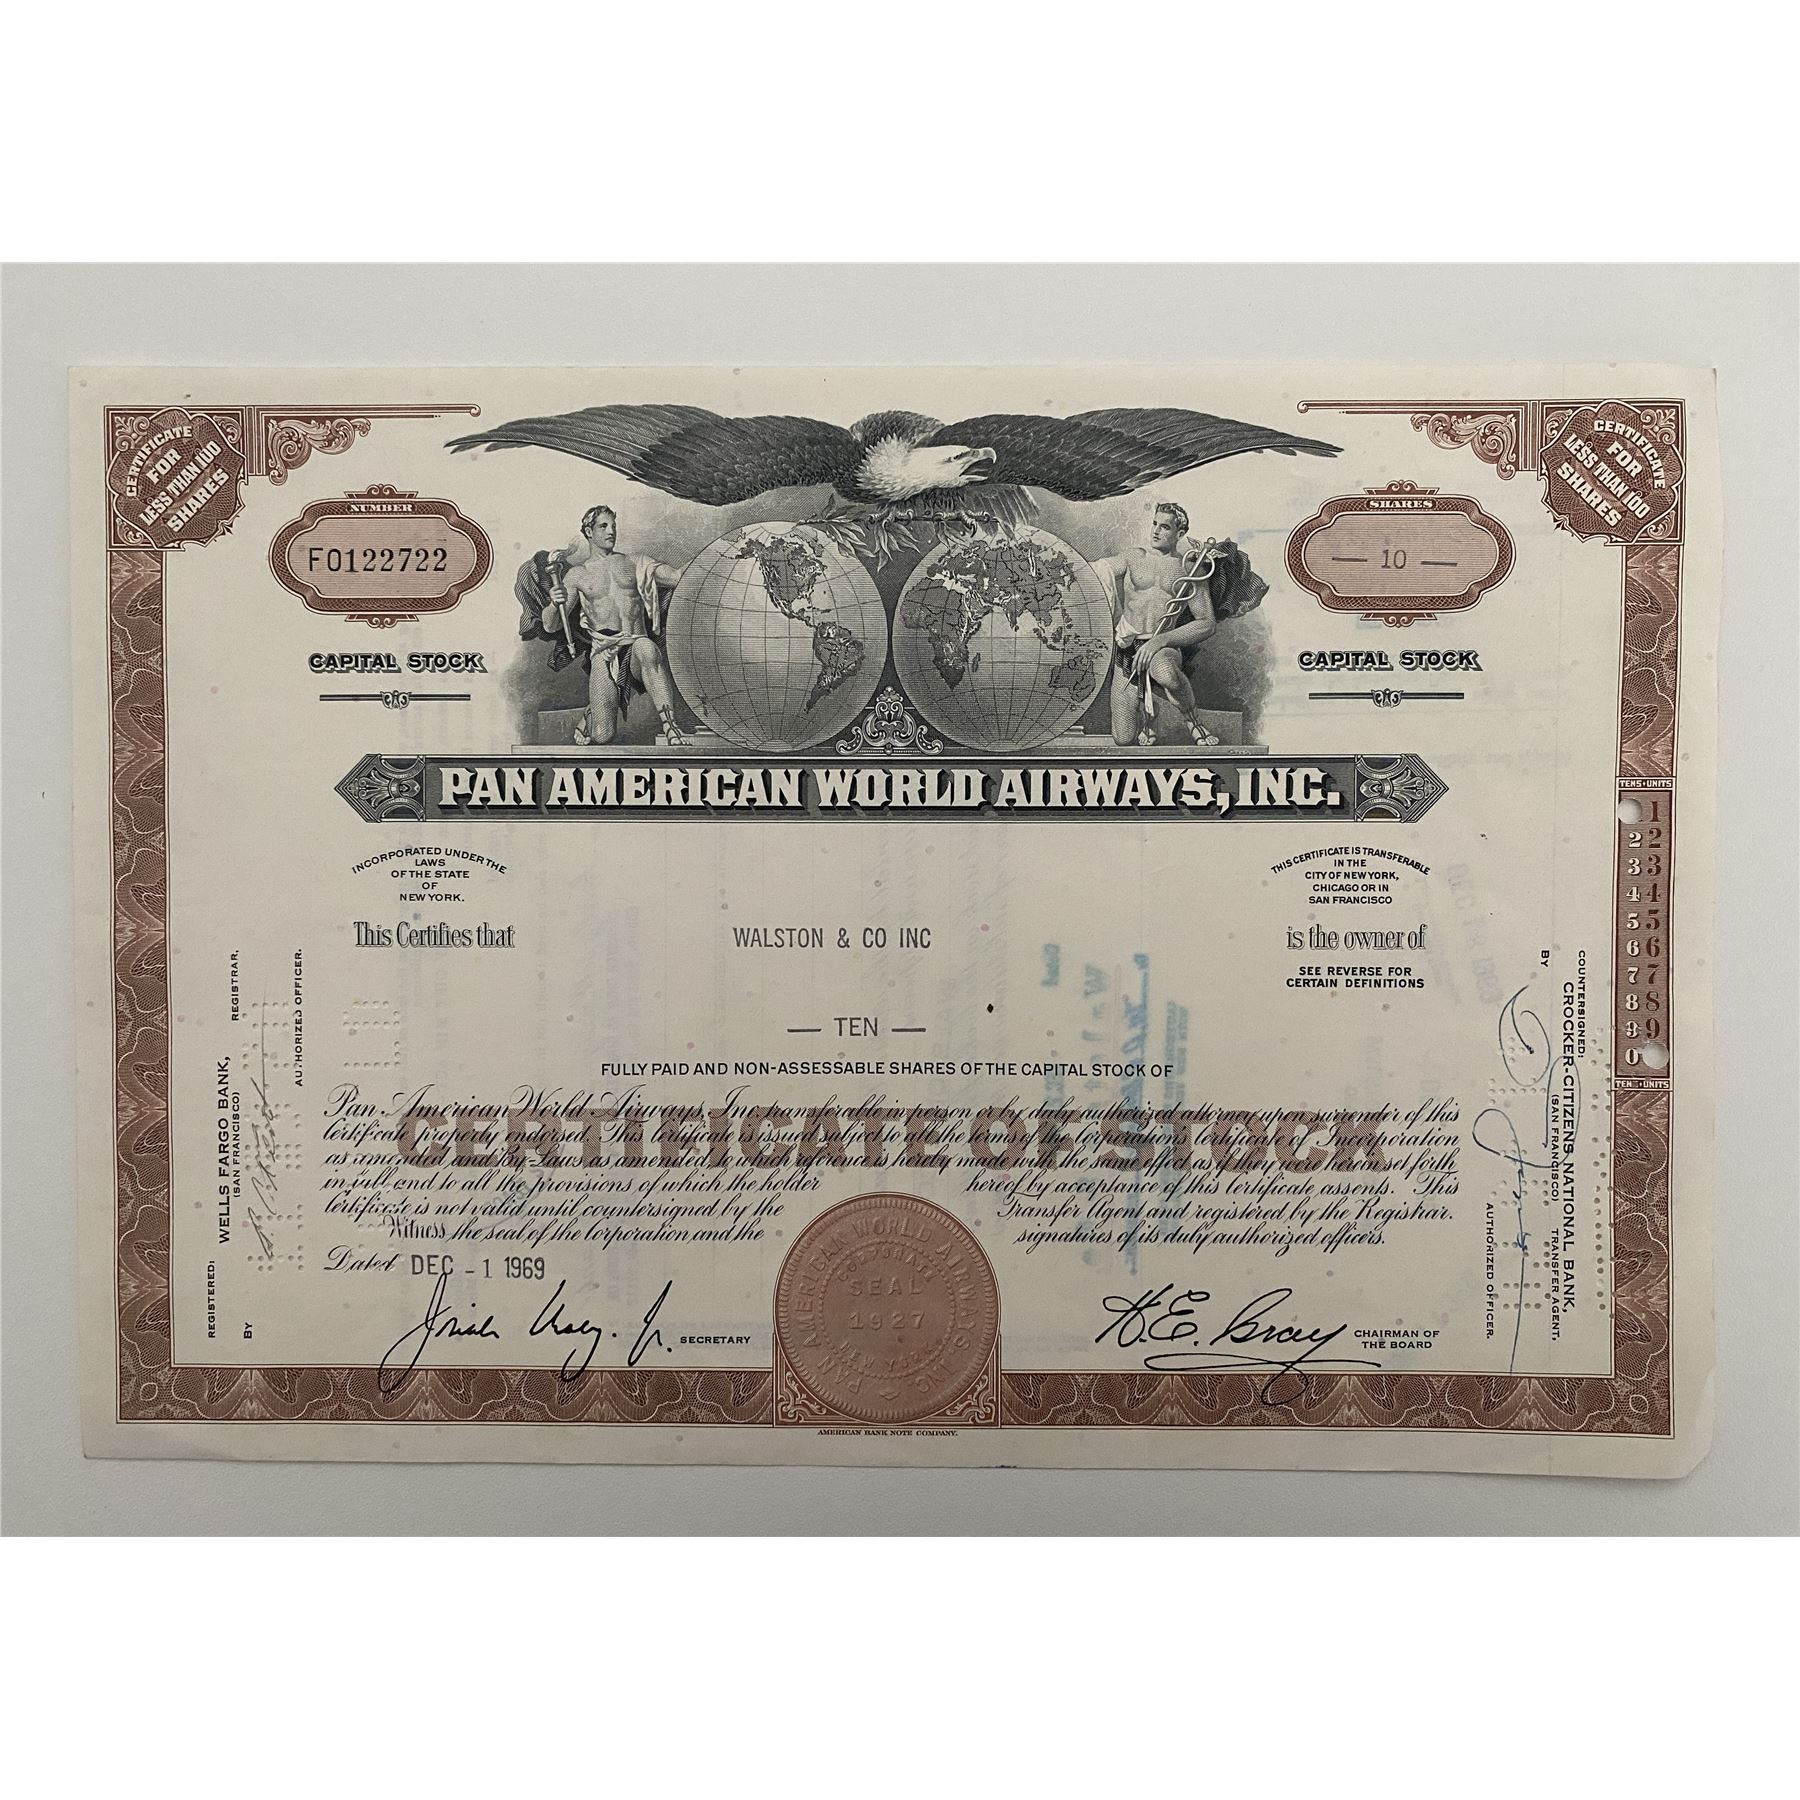 CERTIFICATE
FOR
LESS THAN 100
SHARES
CERTIFICATE
FOR
LESS THAN 100
SHARES
NUMBER
F0122722
SHARES
— 10 —
CAPITAL STOCK
CAPITAL STOCK
PAN AMERICAN WORLD AIRWAYS, INC.
INCORPORATED UNDER THE
LAWS
OF THE STATE
OF
NEW YORK.
THIS CERTIFICATE IS TRANSFERABLE
IN THE
CITY OF NEW YORK,
CHICAGO OR IN
SAN FRANCISCO
This Certifies that
WALSTON & CO INC
is the owner of
SEE REVERSE FOR
CERTAIN DEFINITIONS
— TEN —
FULLY PAID AND NON-ASSESSABLE SHARES OF THE CAPITAL STOCK OF
CERTIFICATE OF STOCK
Pan American World Airways, Inc. transferable in person or by duly authorized attorney upon surrender of this
certificate properly endorsed. This certificate is issued subject to all the terms of the Corporation's Certificate of Incorporation
as amended and By-Laws as amended, to which reference is hereby made with the same effect as if they were herein set forth
in full and to all the provisions of which the holder hereof by acceptance of this certificate assents. This
certificate is not valid until countersigned by the Transfer Agent and registered by the Registrar.
Witness the seal of the Corporation and the signatures of its duly authorized officers.
Dated DEC - 1 1969
SECRETARY
PAN AMERICAN WORLD AIRWAYS, INC.
CORPORATE
SEAL
1927
NEW YORK
H.E. Gray
CHAIRMAN OF
THE BOARD
AMERICAN BANK NOTE COMPANY.
REGISTERED:
WELLS FARGO BANK,
(SAN FRANCISCO) REGISTRAR,
BY
AUTHORIZED OFFICER.
COUNTERSIGNED:
CROCKER-CITIZENS NATIONAL BANK,
(SAN FRANCISCO) TRANSFER AGENT,
BY
AUTHORIZED OFFICER.
TENS•UNITS
1
2 2
3 3
4 4
5 5
6 6
7 7
8 8
9 9
0
TENS•UNITS